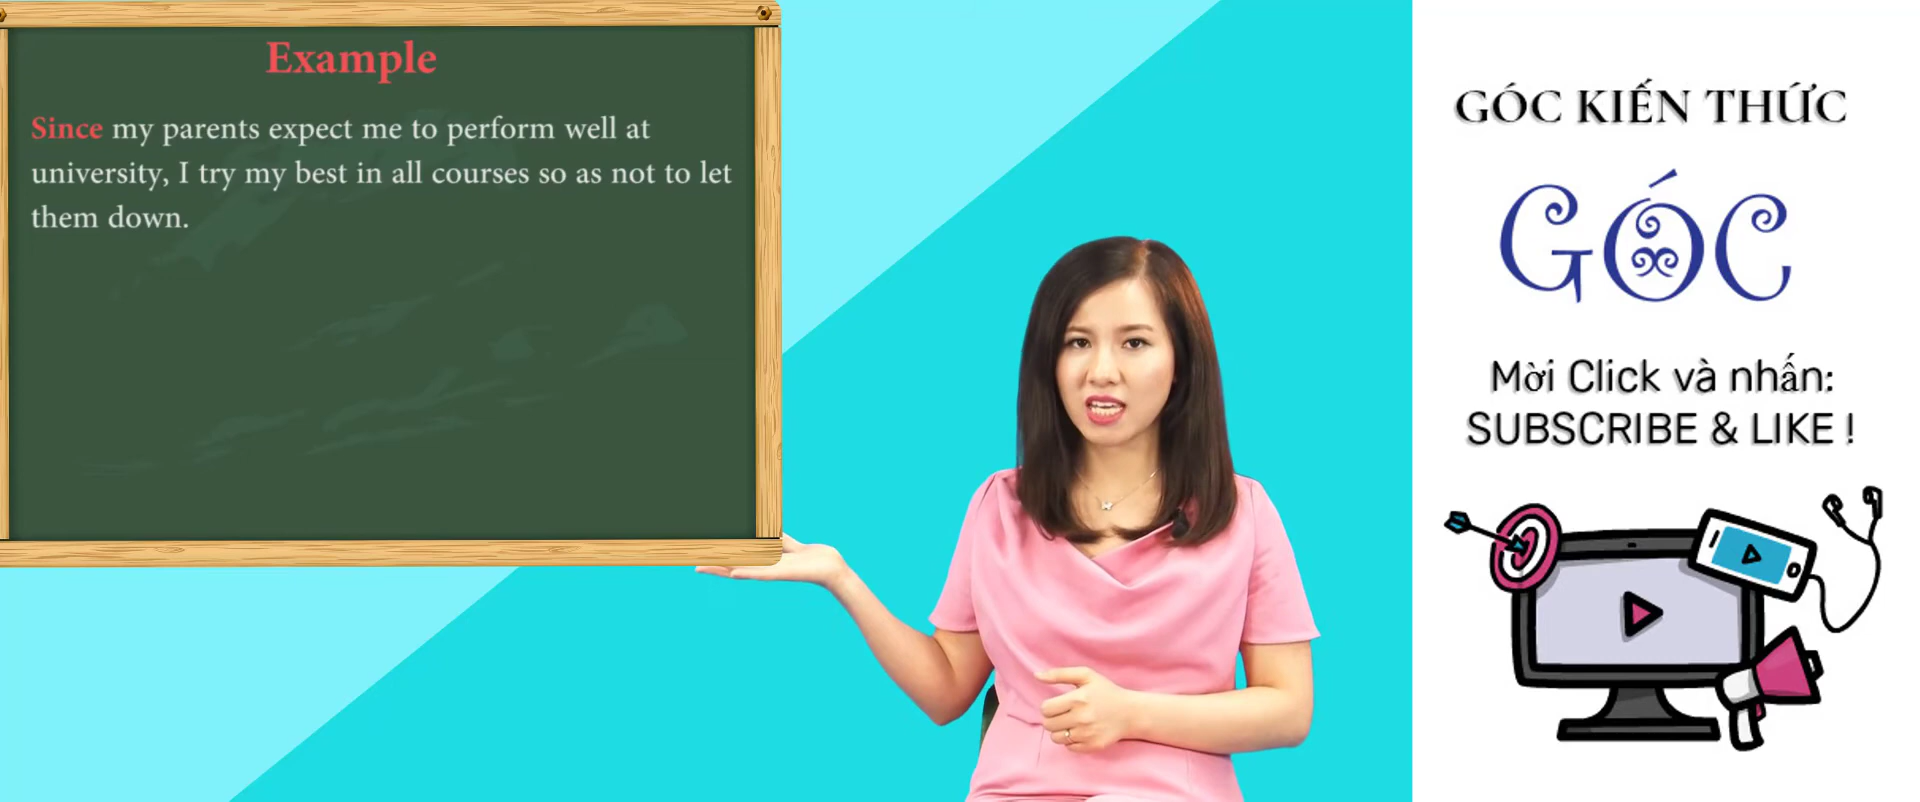 Example
Since my parents expect me to perform well at
university, I try my best in all courses so as not to let
them down.
GÓC KIẾN THỨC
GÓC
Mời Click và nhấn:
SUBSCRIBE & LIKE !